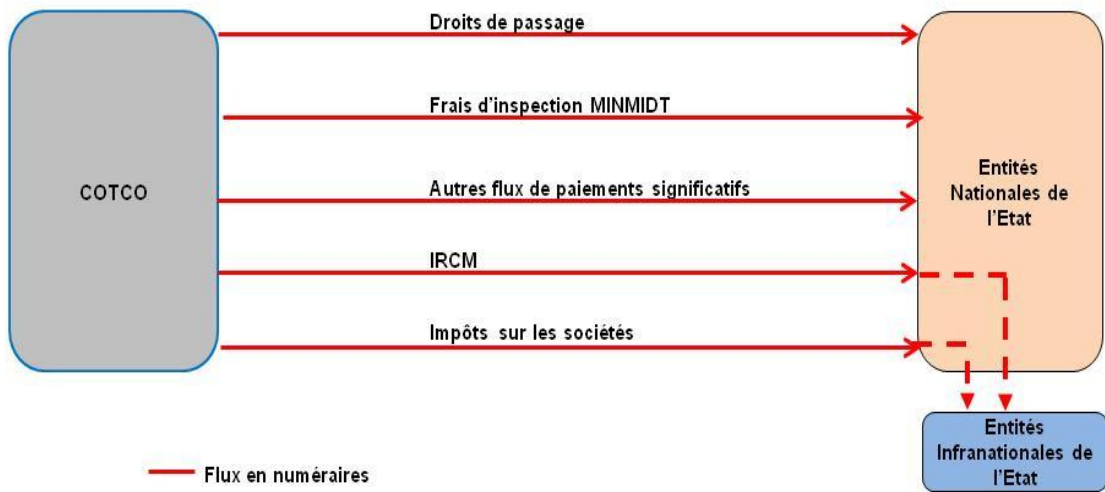 Droits de passage
Frais d'inspection MINMIDT
COTCO
Autres flux de paiements significatifs
Entités
Nationales de
l'Etat
IRCM
Impôts sur les sociétés
Entités
Infranationales de
l'Etat
Flux en numéraires